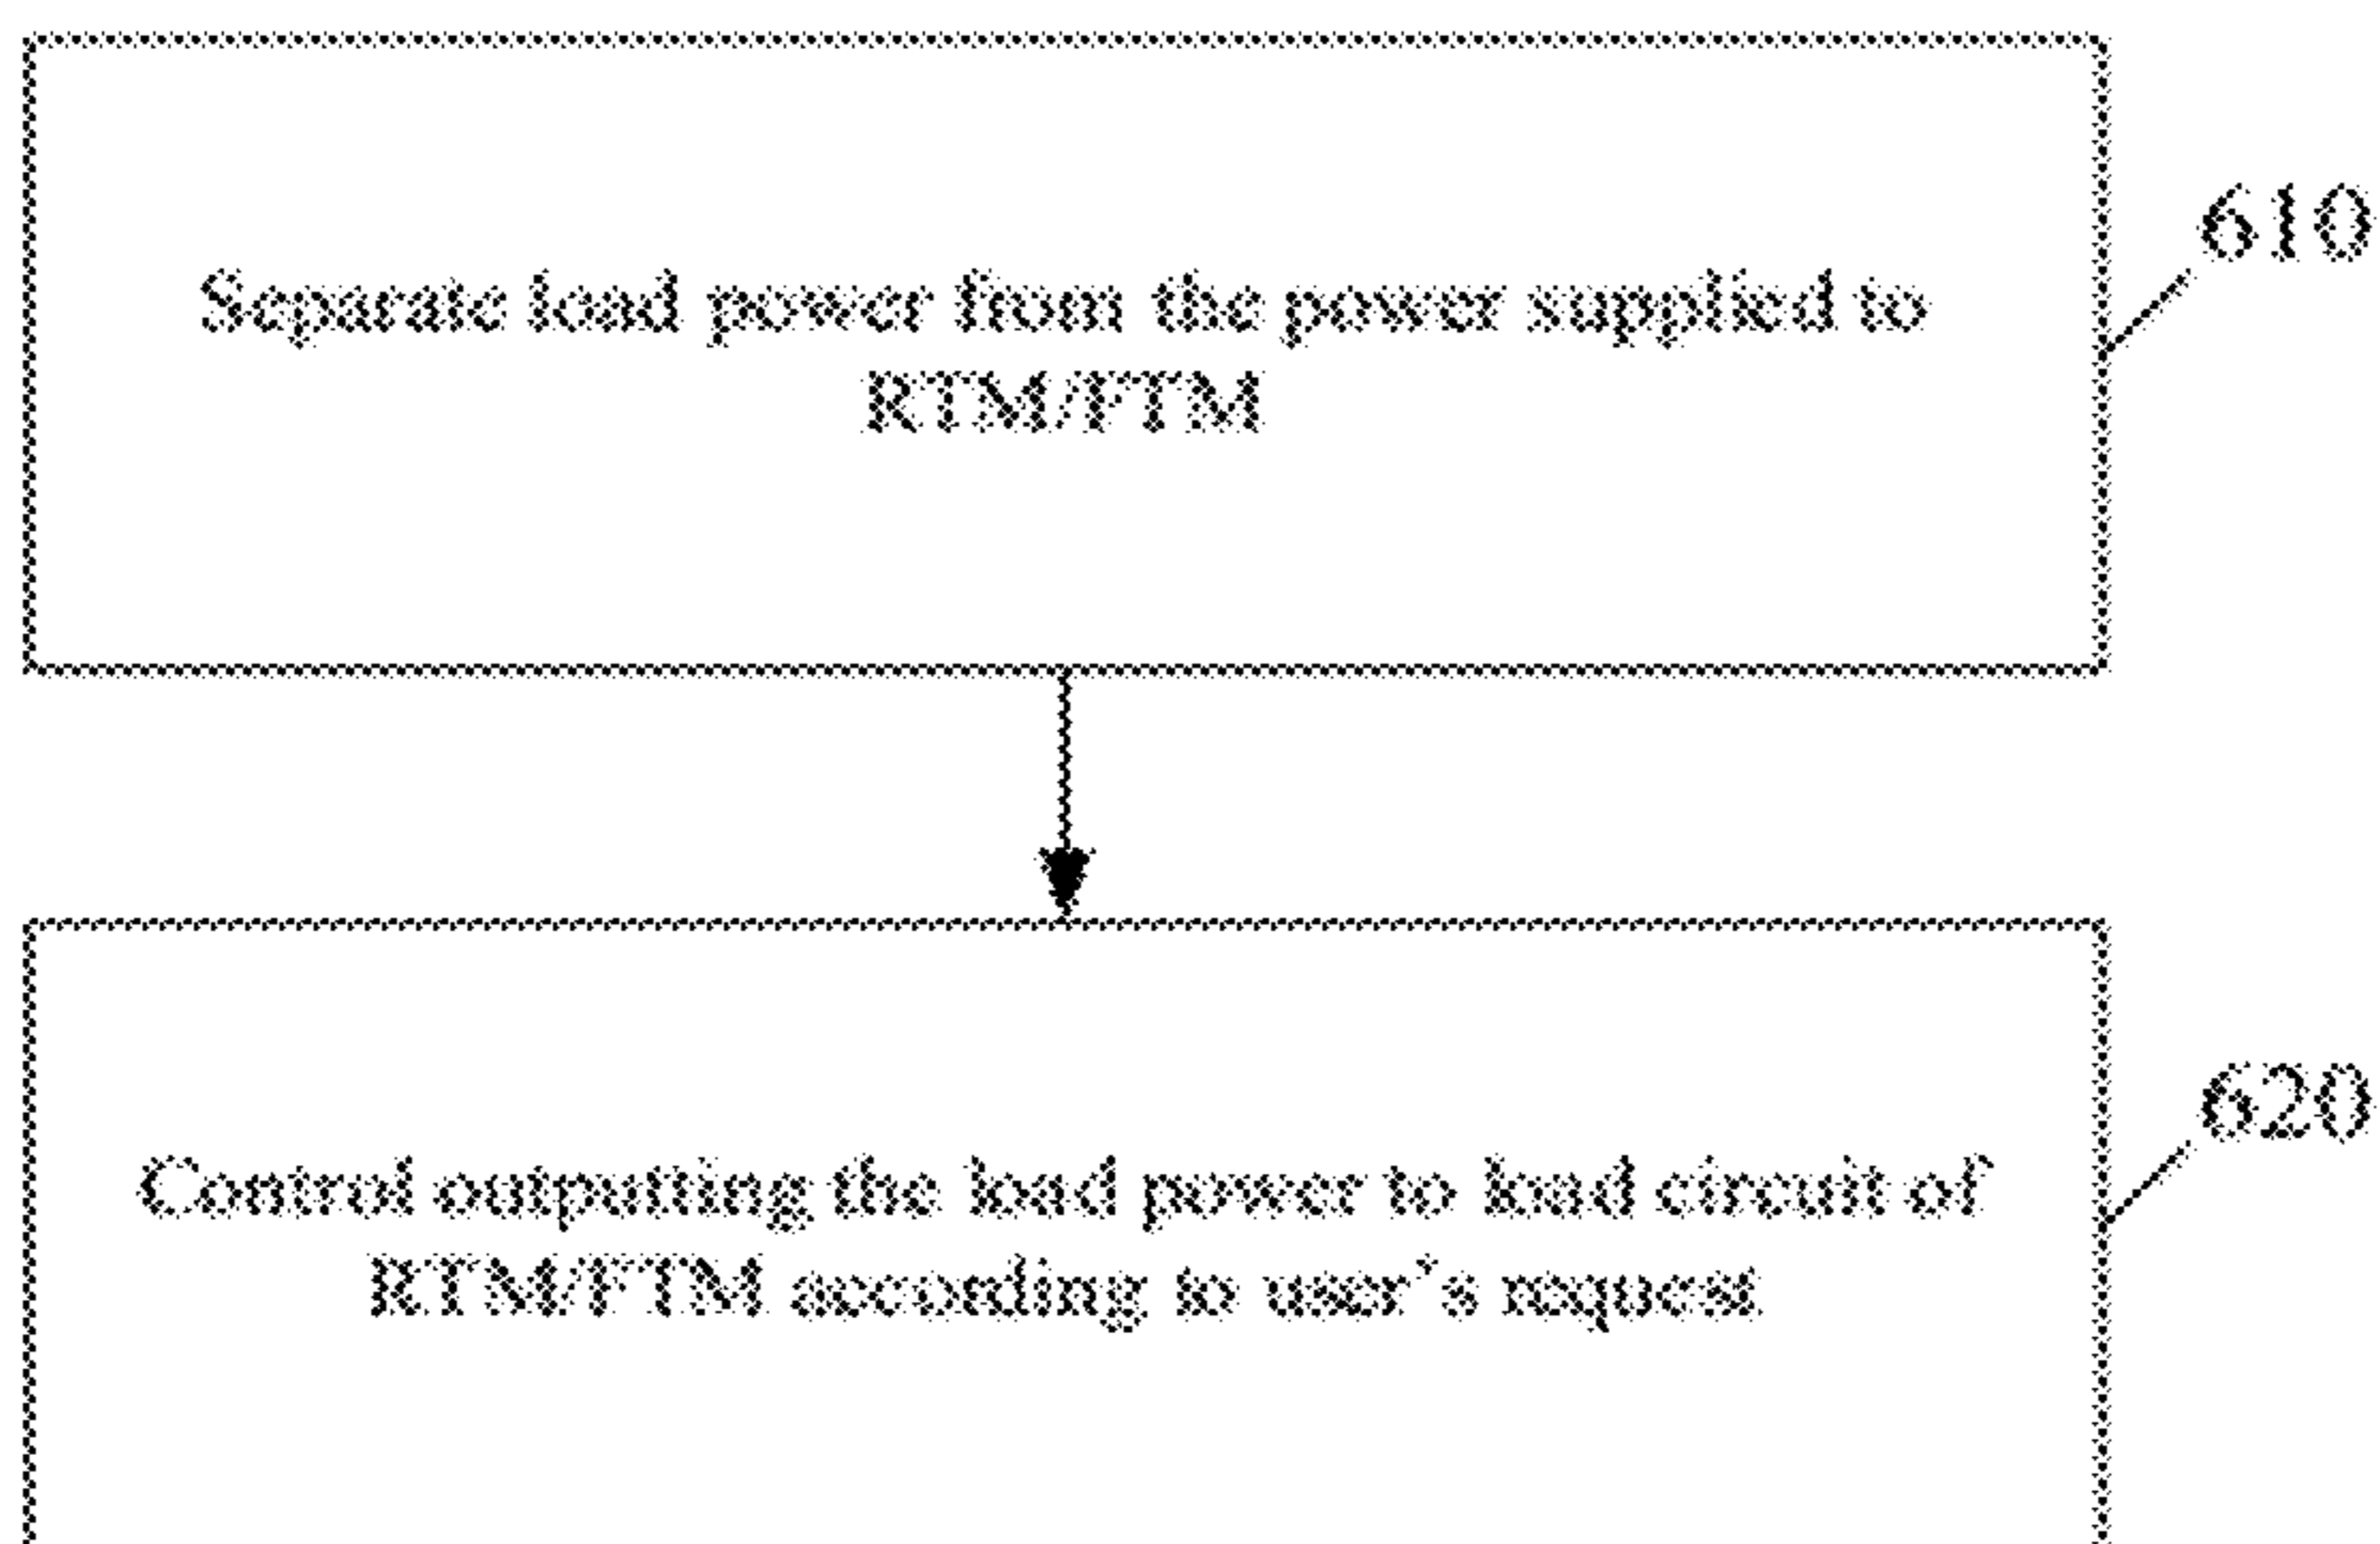 610
Separate load power from the power supplied to
RTM/FTM
620
Control outputting the load power to load circuit of
RTM/FTM according to user's request